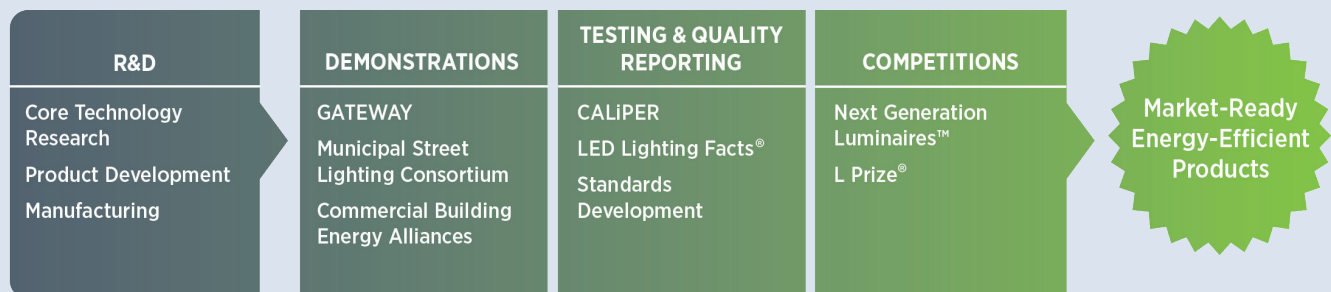 R&D
Core Technology
Research
Product Development
Manufacturing
DEMONSTRATIONS
GATEWAY
Municipal Street
Lighting Consortium
Commercial Building
Energy Alliances
TESTING & QUALITY
REPORTING
CALiPER
LED Lighting Facts®
Standards
Development
COMPETITIONS
Next Generation
Luminaires™
L Prize®
Market-Ready
Energy-Efficient
Products